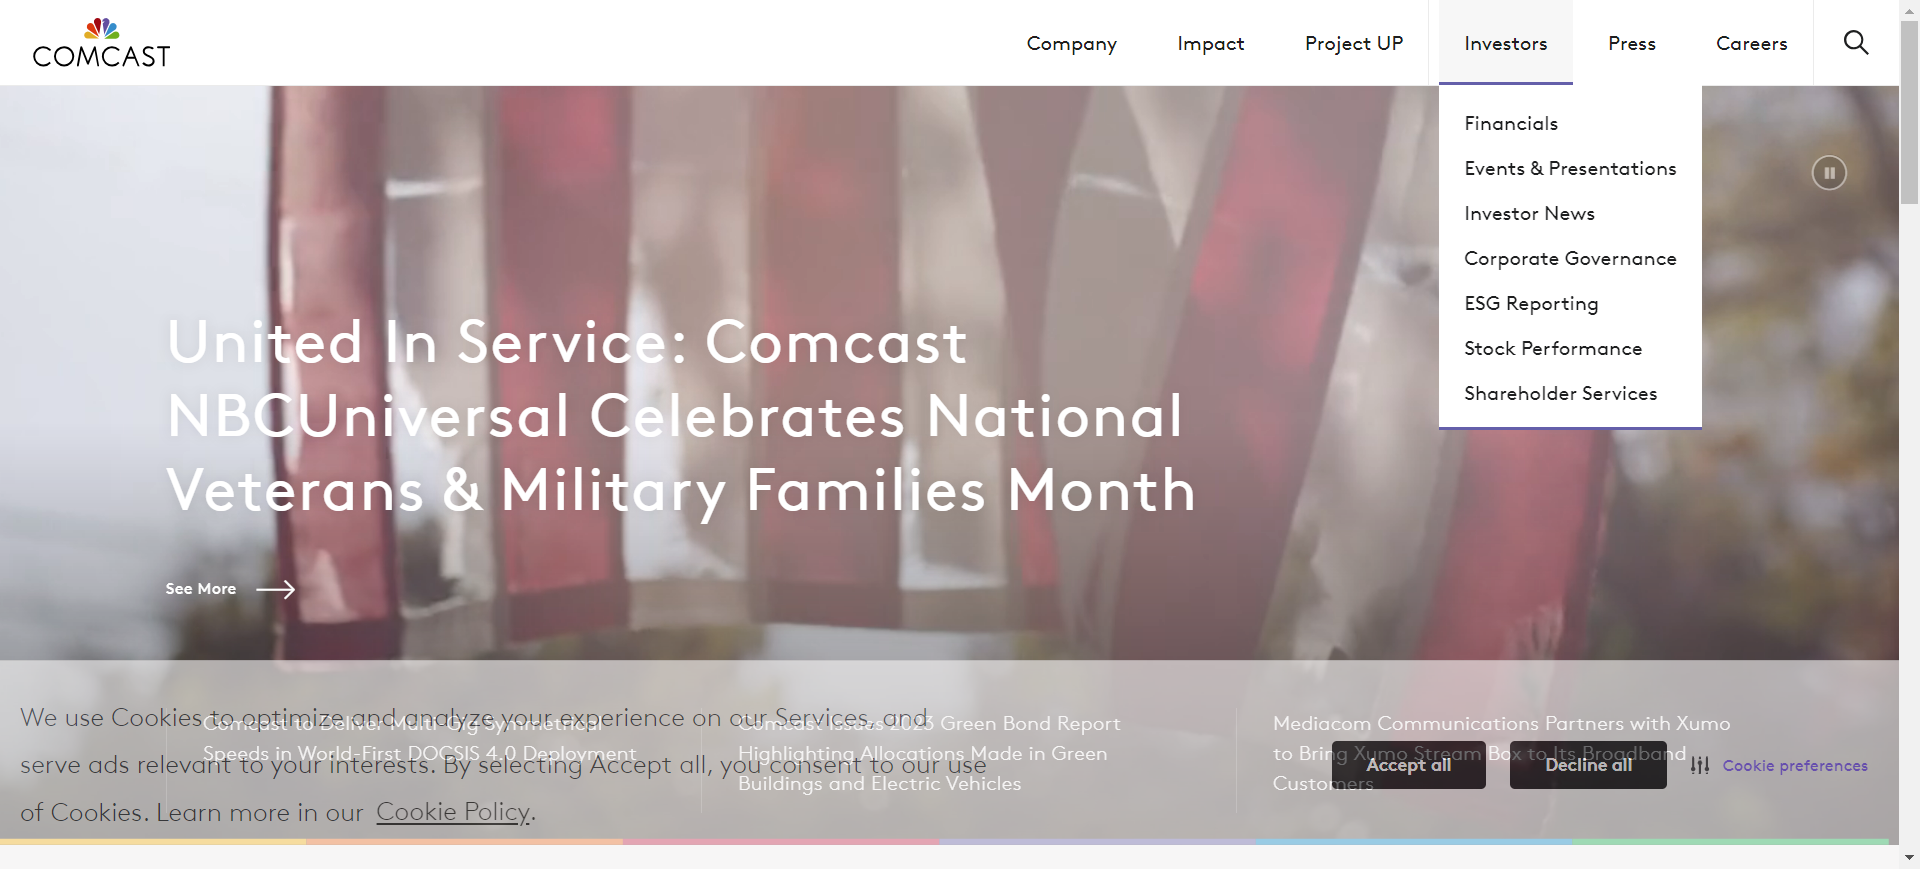 COMCAST
Company
Impact
Project UP
Investors
Press
Careers
Financials
Events & Presentations
Investor News
Corporate Governance
ESG Reporting
Stock Performance
Shareholder Services
United In Service: Comcast
NBCUniversal Celebrates National
Veterans & Military Families Month
See More
Comcast to Deliver Multi-Gig Symmetrical
Speeds in World-First DOCSIS 4.0 Deployment
Comcast Issues 2023 Green Bond Report
Highlighting Allocations Made in Green
Buildings and Electric Vehicles
Mediacom Communications Partners with Xumo
to Bring Xumo Stream Box to Its Broadband
Customers
We use Cookies to optimize and analyze your experience on our Services, and
serve ads relevant to your interests. By selecting Accept all, you consent to our use
of Cookies. Learn more in our Cookie Policy.
Accept all
Decline all
Cookie preferences